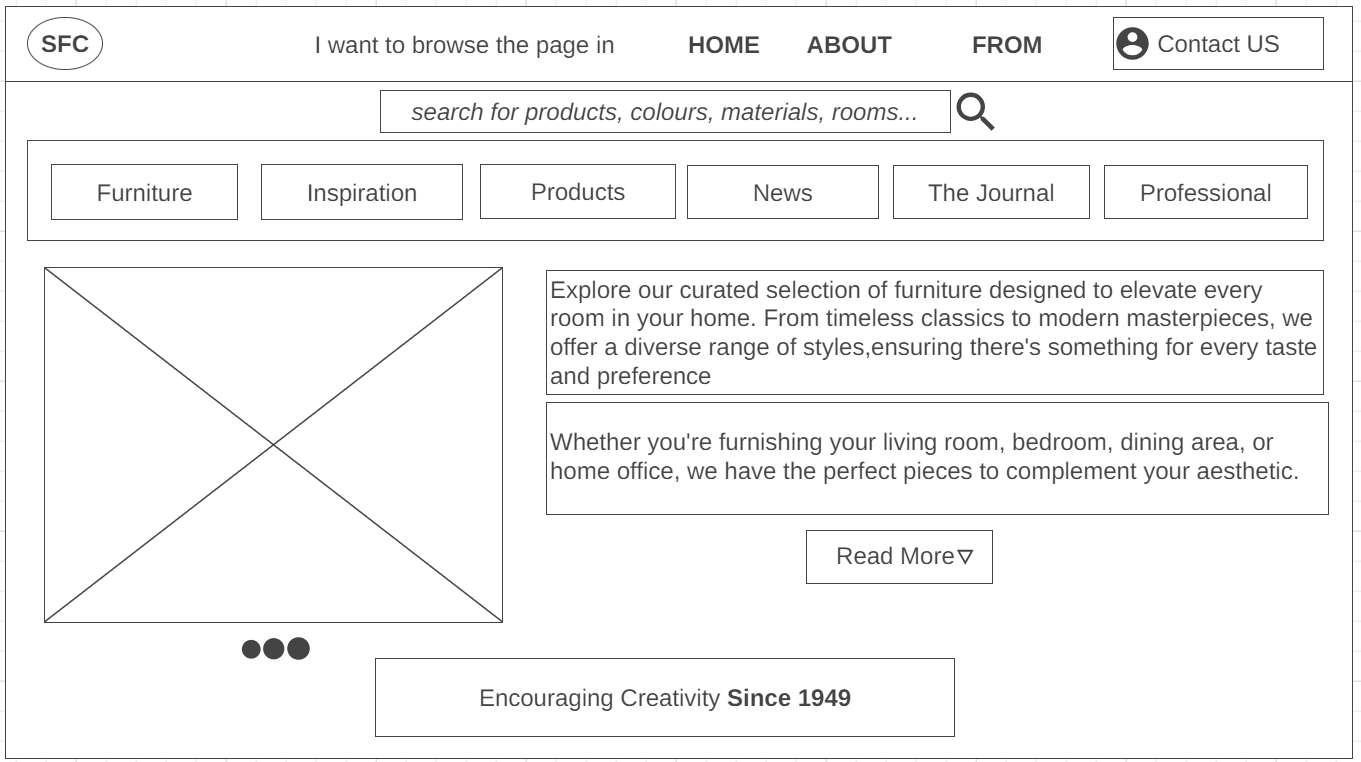 SFC
I want to browse the page in
HOME
ABOUT
FROM
Contact US
search for products, colours, materials, rooms...
Furniture
Inspiration
Products
News
The Journal
Professional
Explore our curated selection of furniture designed to elevate every
room in your home. From timeless classics to modern masterpieces, we
offer a diverse range of styles,ensuring there's something for every taste
and preference
Whether you're furnishing your living room, bedroom, dining area, or
home office, we have the perfect pieces to complement your aesthetic.
Read More
Encouraging Creativity Since 1949